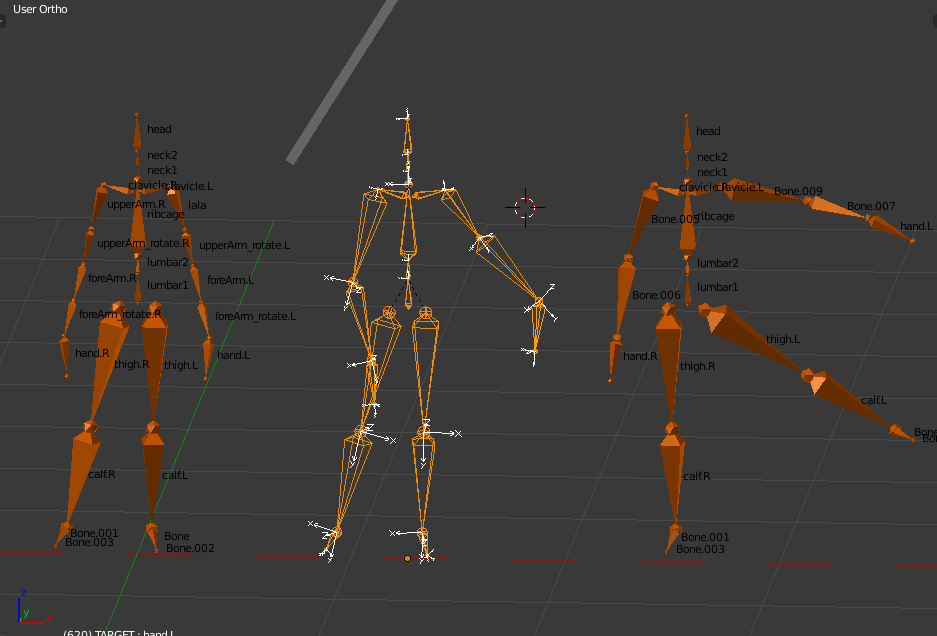 User Ortho
head
neck2
neck1
clavicle.R
clavicle.L
upperArm.R
lala
ribcage
upperArm_rotate.R
upperArm_rotate.L
lumbar2
foreArm.R
foreArm.L
lumbar1
foreArm_rotate.R
foreArm_rotate.L
hand.R
hand.L
thigh.R
thigh.L
calf.R
calf.L
Bone.001
Bone.003
Bone
Bone.002
X
Z
Y
X
Z
X
Z
Y
X
Z
X
Y
X
Y
X
head
neck2
neck1
clavicle.R
clavicle.L
Bone.009
Bone.007
Bone.005
ribcage
hand.L
lumbar2
lumbar1
Bone.006
hand.R
thigh.R
thigh.L
calf.L
calf.R
Bone
Bo
Bone.001
Bone.003
z
y
x
(620) TARGET : hand.L